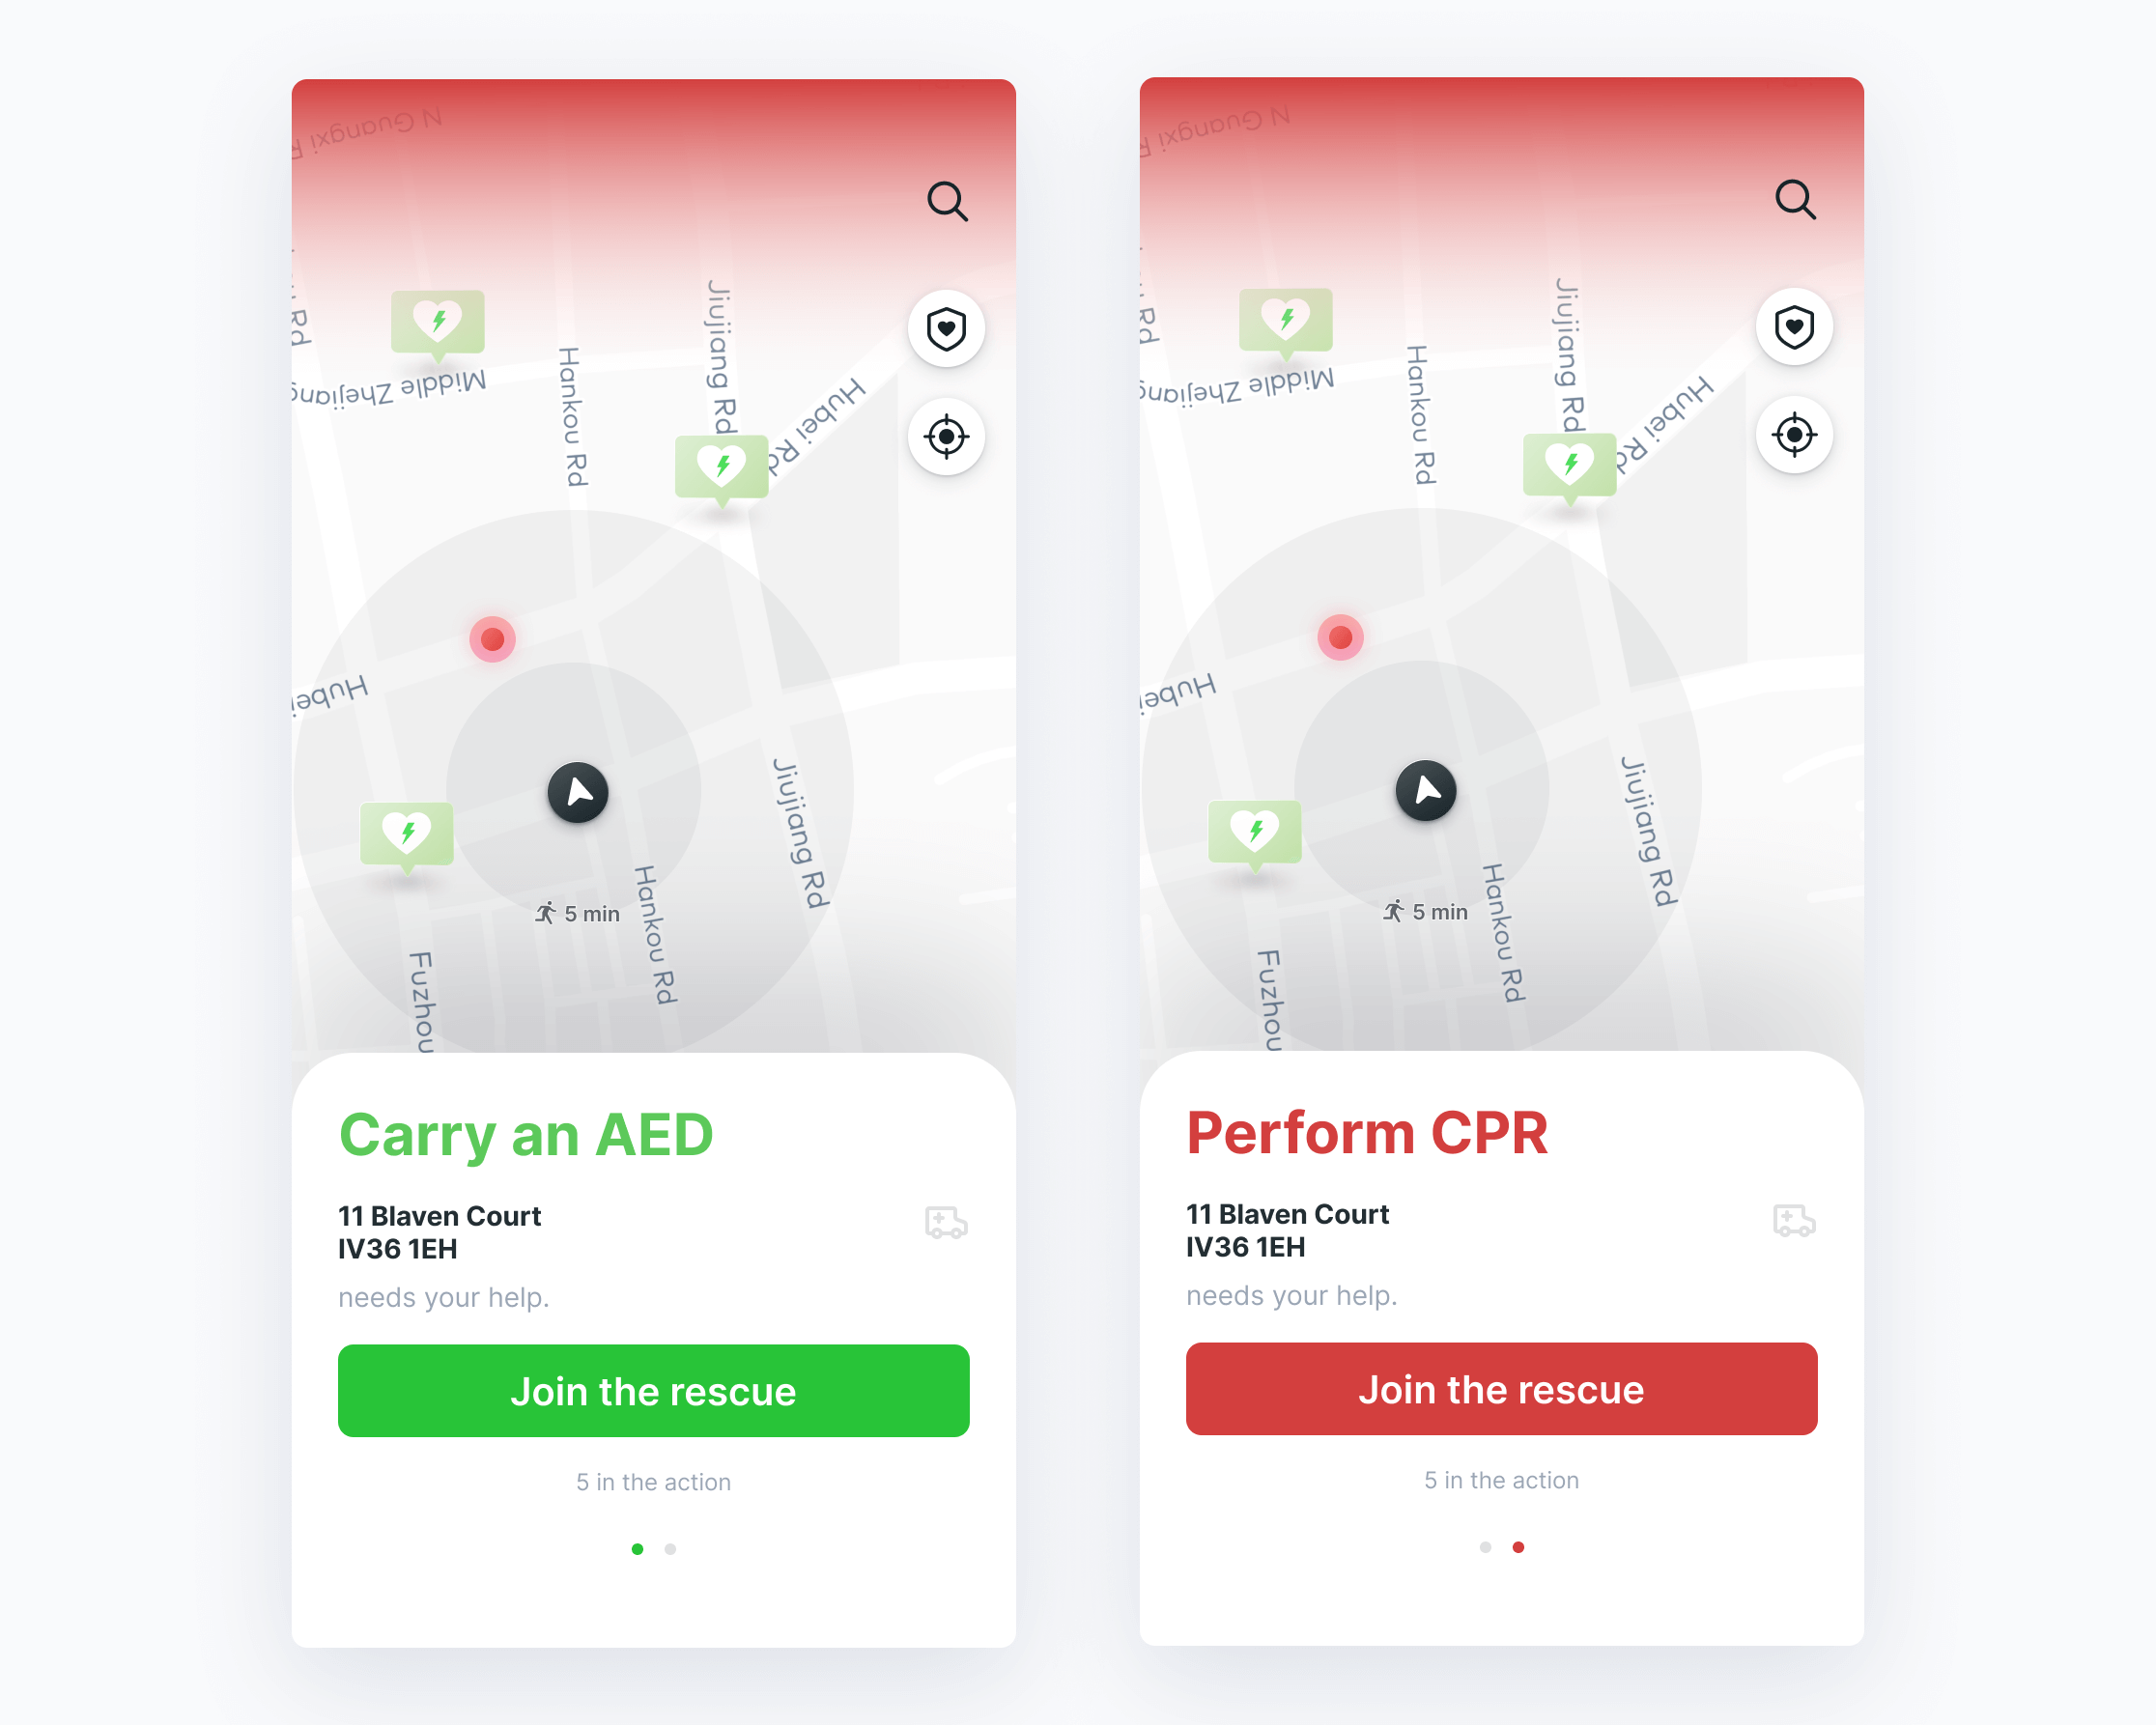 N Guangxi R
Rd
Jiujiang Rd
Middle Zhejiang
Hankou Rd
Hubei Rd
Hubei
Jiujiang Rd
5 min
Hankou Rd
Fuzhou
Carry an AED
11 Blaven Court
IV36 1EH
needs your help.
Join the rescue
5 in the action
N Guangxi R
Rd
Jiujiang Rd
Middle Zhejiang
Hankou Rd
Hubei Rd
Hubei
Jiujiang Rd
5 min
Hankou Rd
Fuzhou
Perform CPR
11 Blaven Court
IV36 1EH
needs your help.
Join the rescue
5 in the action